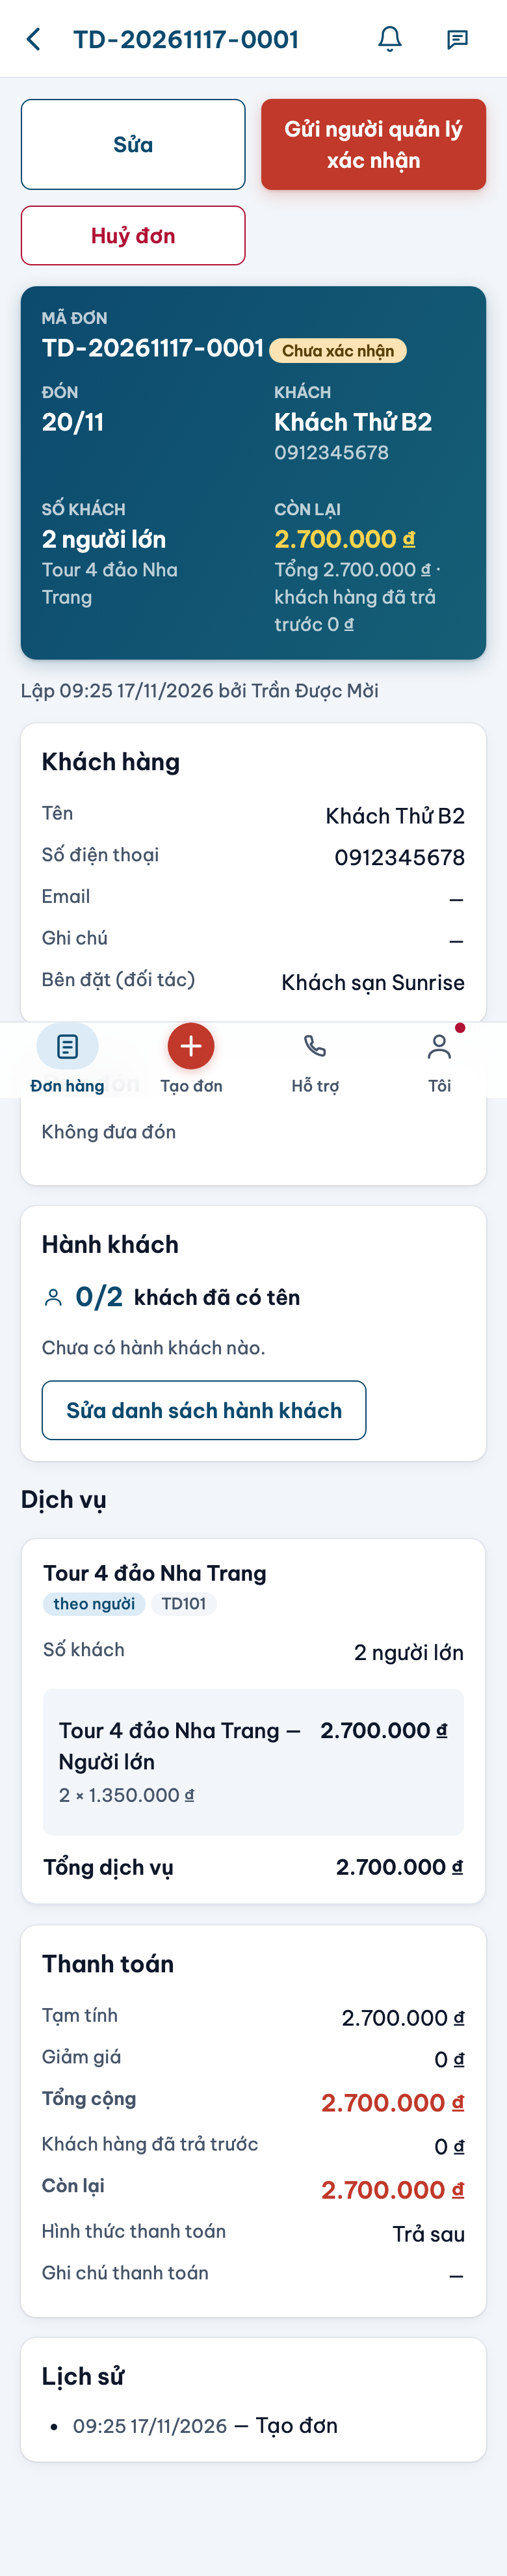 TD-20261117-0001
Sửa
Gửi người quản lý
xác nhận
Huỷ đơn
MÃ ĐƠN
TD-20261117-0001 Chưa xác nhận
ĐÓN
20/11
KHÁCH
Khách Thử B2
0912345678
SỐ KHÁCH
2 người lớn
Tour 4 đảo Nha
Trang
CÒN LẠI
2.700.000 ₫
Tổng 2.700.000 ₫ ·
khách hàng đã trả
trước 0 ₫
Lập 09:25 17/11/2026 bởi Trần Được Mời
Khách hàng
Tên Khách Thử B2
Số điện thoại 0912345678
Email —
Ghi chú —
Bên đặt (đối tác) Khách sạn Sunrise
Đơn hàng
Tạo đơn
Hỗ trợ
Tôi
Không đưa đón
Hành khách
0/2 khách đã có tên
Chưa có hành khách nào.
Sửa danh sách hành khách
Dịch vụ
Tour 4 đảo Nha Trang
theo người TD101
Số khách 2 người lớn
Tour 4 đảo Nha Trang — 2.700.000 ₫
Người lớn
2 × 1.350.000 ₫
Tổng dịch vụ 2.700.000 ₫
Thanh toán
Tạm tính 2.700.000 ₫
Giảm giá 0 ₫
Tổng cộng 2.700.000 ₫
Khách hàng đã trả trước 0 ₫
Còn lại 2.700.000 ₫
Hình thức thanh toán Trả sau
Ghi chú thanh toán —
Lịch sử
• 09:25 17/11/2026 — Tạo đơn